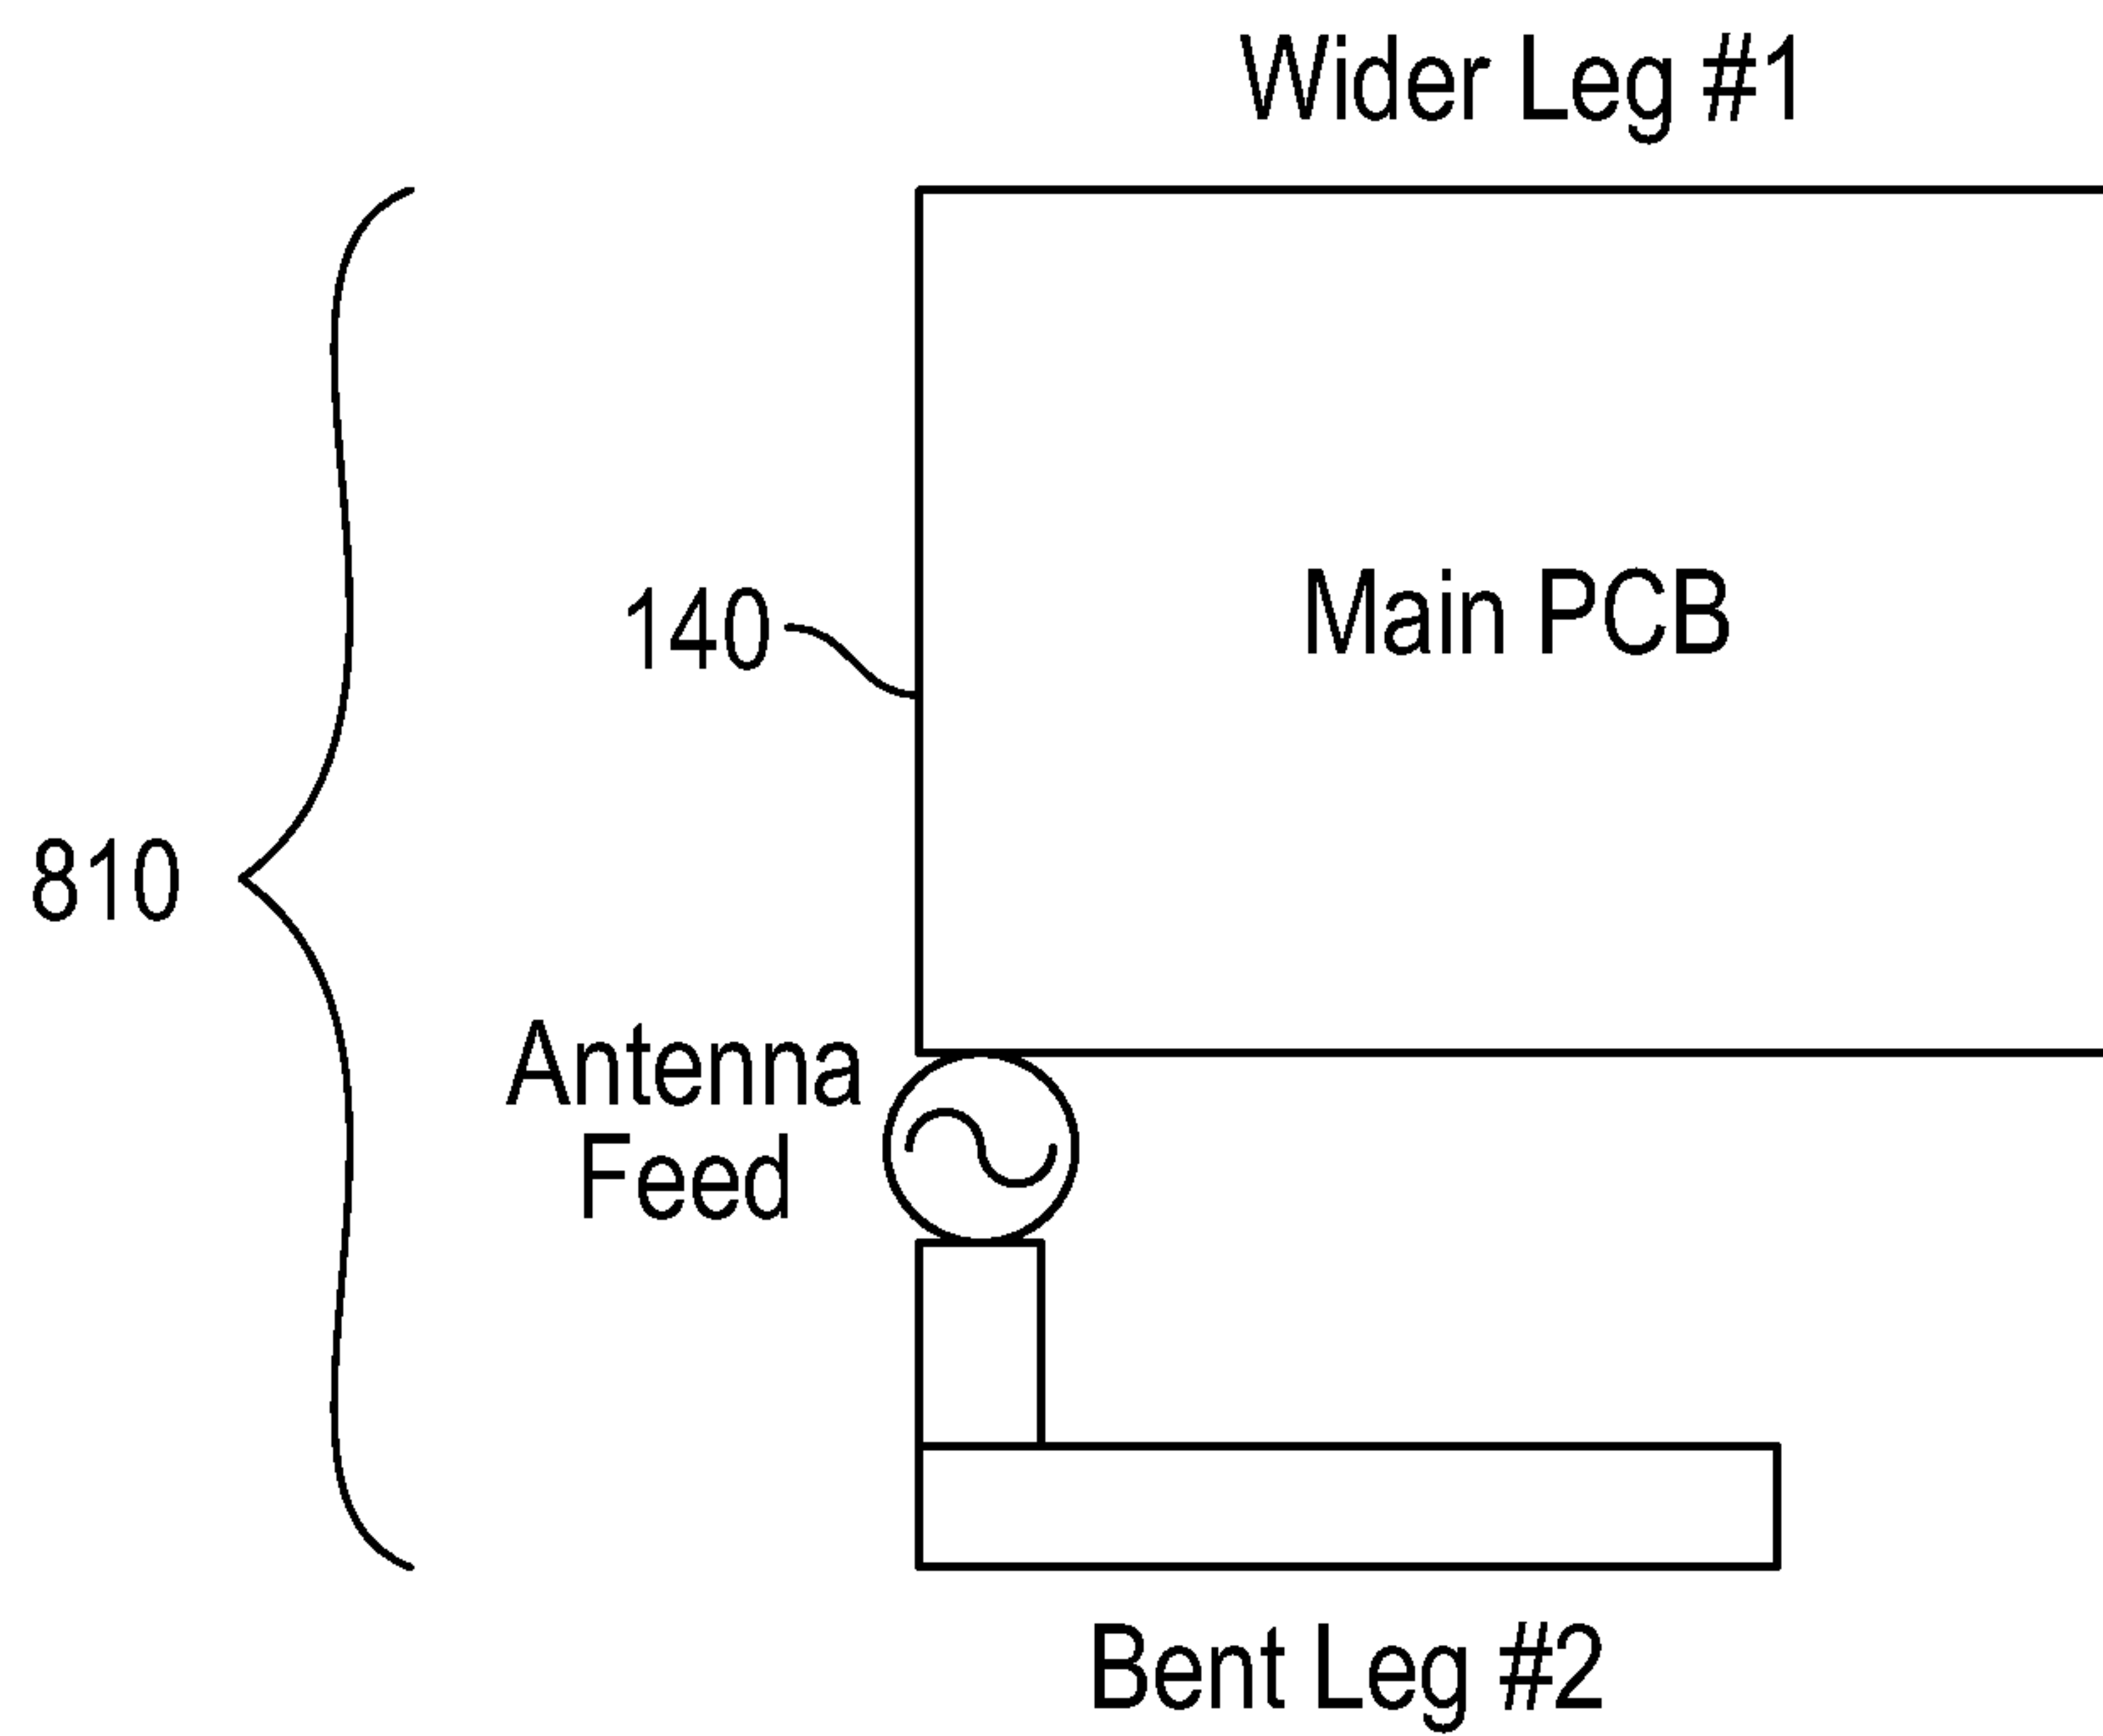 Wider Leg #1
Main PCB
140
810
Antenna
Feed
Bent Leg #2